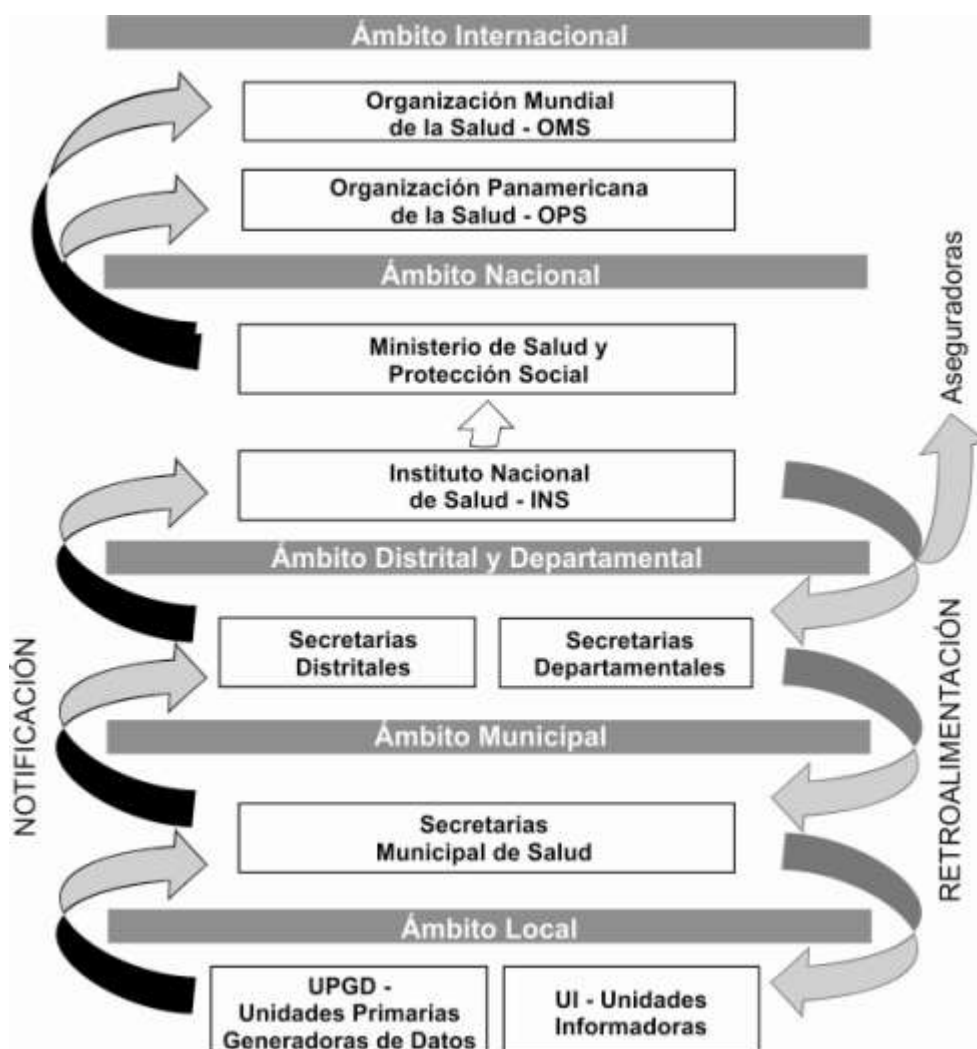 Ámbito Internacional
Organización Mundial
de la Salud - OMS
Organización Panamericana
de la Salud - OPS
Ámbito Nacional
Ministerio de Salud y
Protección Social
Aseguradoras
Instituto Nacional
de Salud - INS
Ámbito Distrital y Departamental
Secretarias
Distritales
Secretarias
Departamentales
NOTIFICACIÓN
RETROALIMENTACIÓN
Ámbito Municipal
Secretarias
Municipal de Salud
Ámbito Local
UPGD -
Unidades Primarias
Generadoras de Datos
UI - Unidades
Informadoras